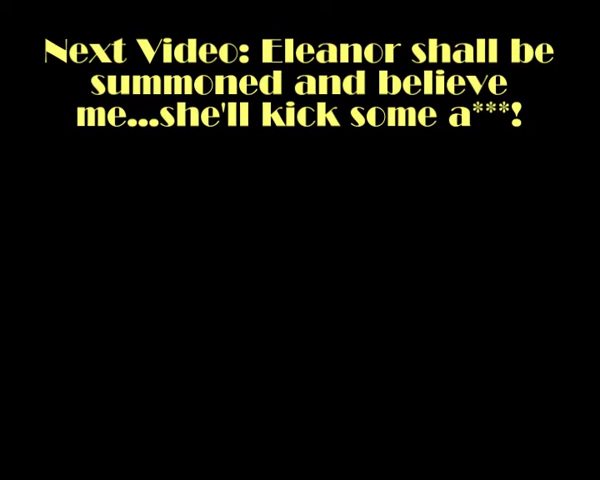 Next Video: Eleanor shall be
summoned and believe
me...she'll kick some a***!